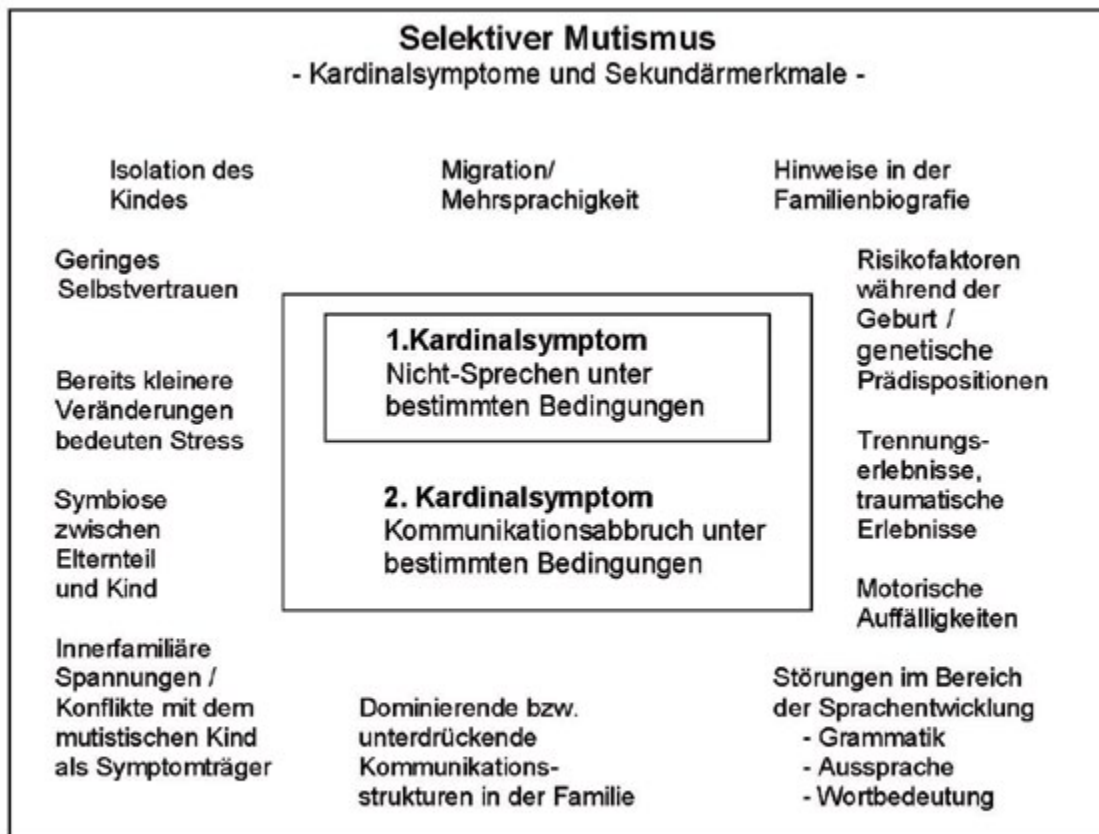 Selektiver Mutismus
- Kardinalsymptome und Sekundärmerkmale -
Isolation des
Kindes
Migration/
Mehrsprachigkeit
Hinweise in der
Familienbiografie
Geringes
Selbstvertrauen
Risikofaktoren
während der
Geburt /
genetische
Prädispositionen
1.Kardinalsymptom
Nicht-Sprechen unter
bestimmten Bedingungen
Bereits kleinere
Veränderungen
bedeuten Stress
Trennungs-
erlebnisse,
traumatische
Erlebnisse
2. Kardinalsymptom
Kommunikationsabbruch unter
bestimmten Bedingungen
Symbiose
zwischen
Elternteil
und Kind
Motorische
Auffälligkeiten
Innerfamiliäre
Spannungen /
Konflikte mit dem
mutistischen Kind
als Symptomträger
Dominierende bzw.
unterdrückende
Kommunikations-
strukturen in der Familie
Störungen im Bereich
der Sprachentwicklung
- Grammatik
- Aussprache
- Wortbedeutung